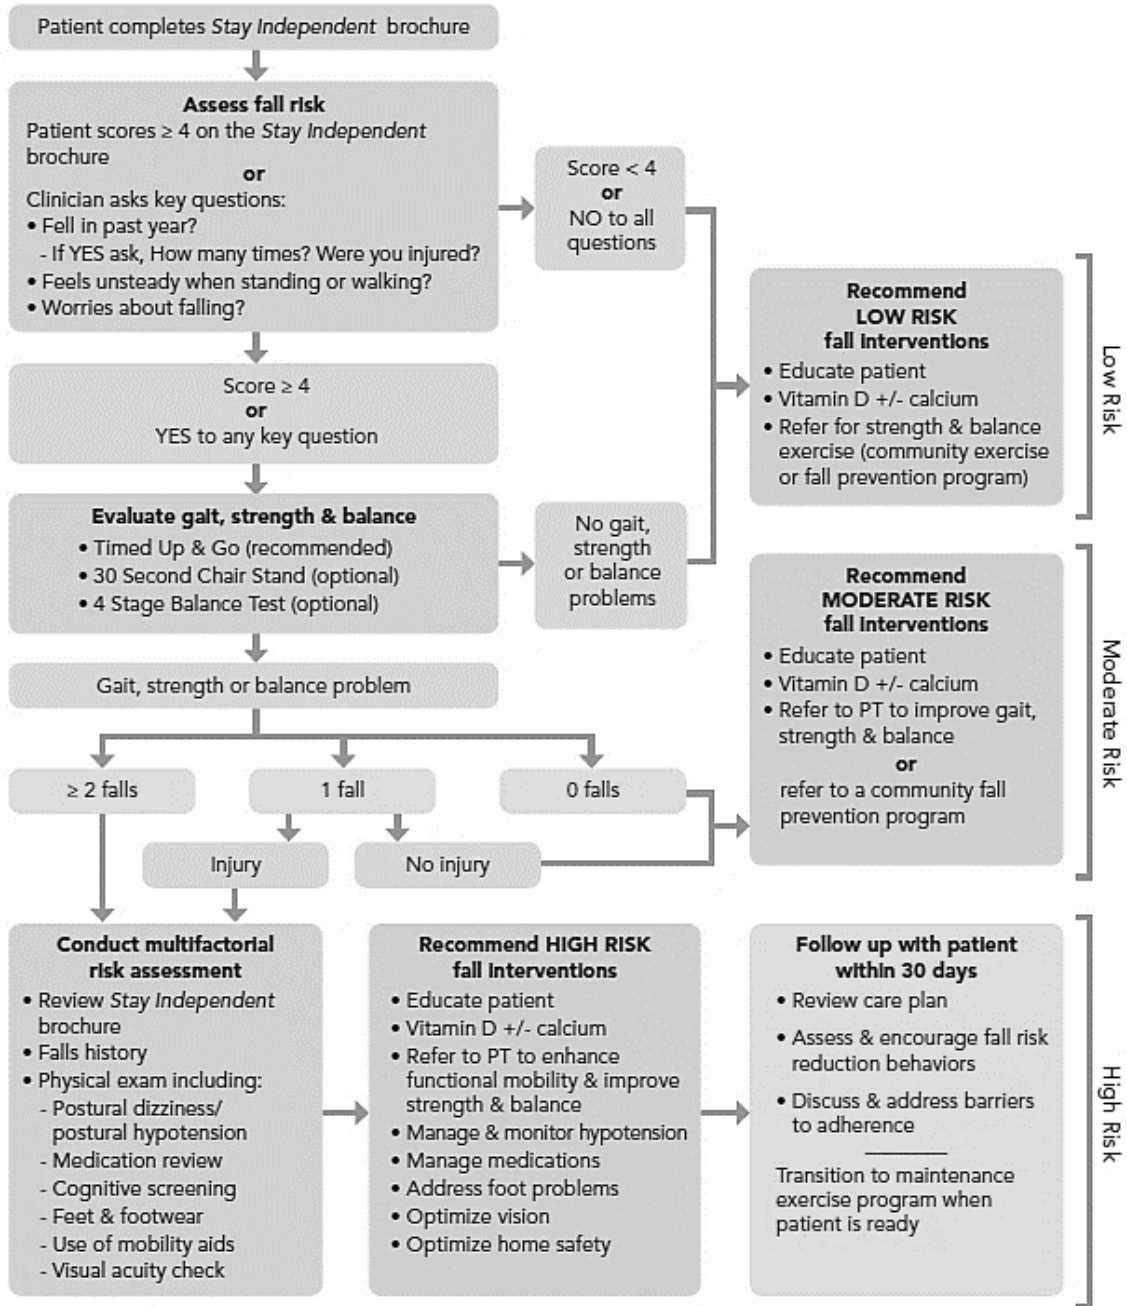 Patient completes Stay Independent brochure
Assess fall risk
Patient scores ≥ 4 on the Stay Independent
brochure
or
Clinician asks key questions:
• Fell in past year?
- If YES ask, How many times? Were you injured?
• Feels unsteady when standing or walking?
• Worries about falling?
Score < 4
or
NO to all
questions
Score ≥ 4
or
YES to any key question
Evaluate gait, strength & balance
• Timed Up & Go (recommended)
• 30 Second Chair Stand (optional)
• 4 Stage Balance Test (optional)
No gait,
strength
or balance
problems
Recommend
LOW RISK
fall interventions
• Educate patient
• Vitamin D +/- calcium
• Refer for strength & balance
exercise (community exercise
or fall prevention program)
Low Risk
Gait, strength or balance problem
≥ 2 falls
1 fall
0 falls
Injury
No injury
Recommend
MODERATE RISK
fall interventions
• Educate patient
• Vitamin D +/- calcium
• Refer to PT to improve gait,
strength & balance
or
refer to a community fall
prevention program
Moderate Risk
Conduct multifactorial
risk assessment
• Review Stay Independent
brochure
• Falls history
• Physical exam including:
- Postural dizziness/
postural hypotension
- Medication review
- Cognitive screening
- Feet & footwear
- Use of mobility aids
- Visual acuity check
Recommend HIGH RISK
fall interventions
• Educate patient
• Vitamin D +/- calcium
• Refer to PT to enhance
functional mobility & improve
strength & balance
• Manage & monitor hypotension
• Manage medications
• Address foot problems
• Optimize vision
• Optimize home safety
Follow up with patient
within 30 days
• Review care plan
• Assess & encourage fall risk
reduction behaviors
• Discuss & address barriers
to adherence
Transition to maintenance
exercise program when
patient is ready
High Risk